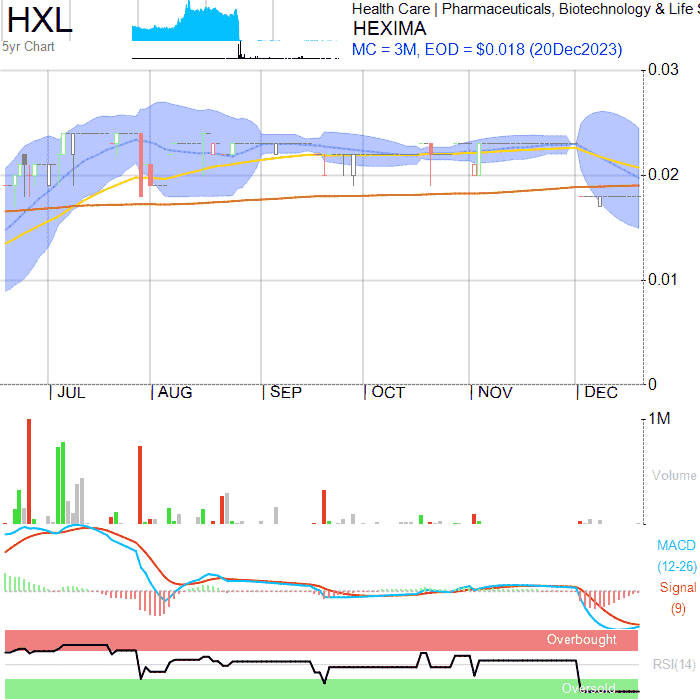 HXL
5yr Chart
Health Care | Pharmaceuticals, Biotechnology & Life S
HEXIMA
MC = 3M, EOD = $0.018 (20Dec2023)
0.03
0.02
0.01
0
JUL AUG SEP OCT NOV DEC
1M
Volume
MACD
(12-26)
Signal
(9)
Overbought
RSI(14)
Oversold